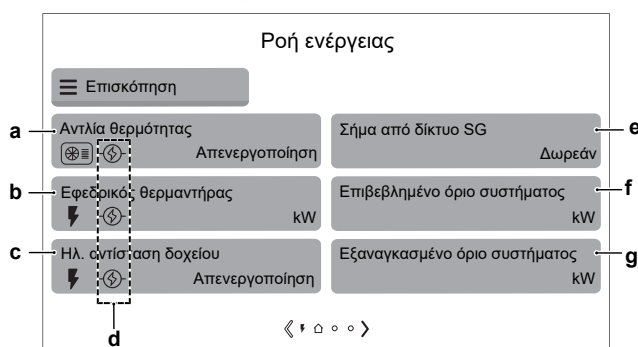 Ροή ενέργειας
Επισκόπηση
a
Αντλία θερμότητας
Απενεργοποίηση
b
Εφεδρικός θερμαντήρας
kW
c
Ηλ. αντίσταση δοχείου
Απενεργοποίηση
d
Σήμα από δίκτυο SG
Δωρεάν
e
Επιβεβλημένο όριο συστήματος
kW
f
Εξαναγκασμένο όριο συστήματος
kW
g